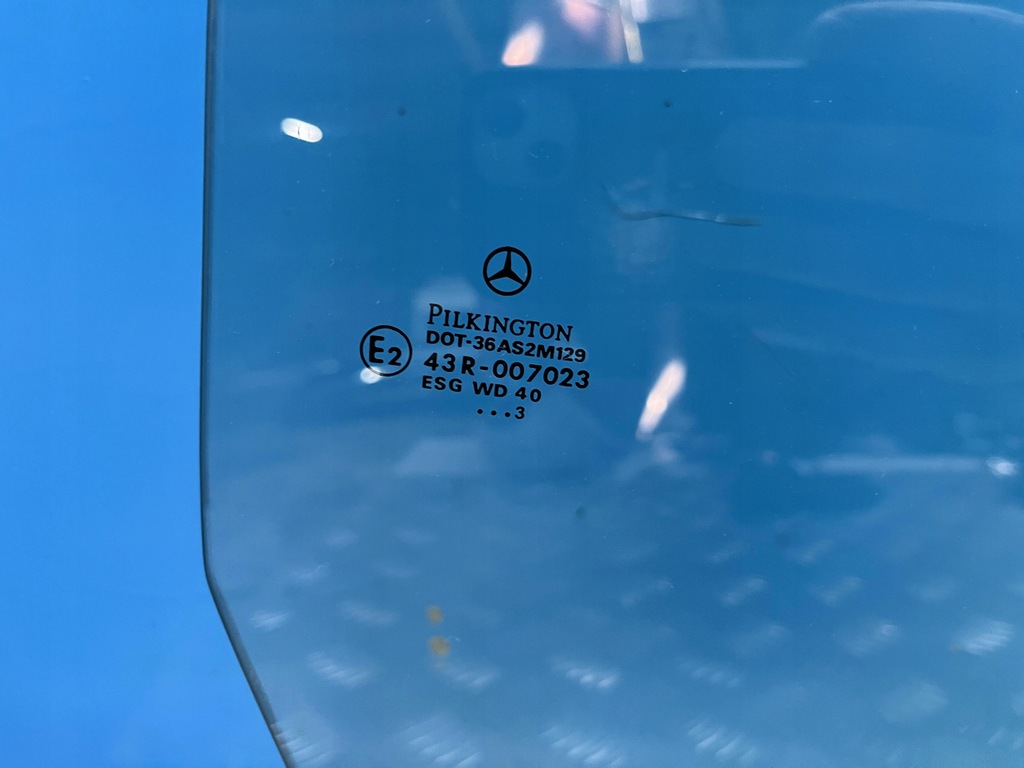 PILKINGTON
DOT-36AS2M129
E2
43R-007023
ESG WD 40
...3